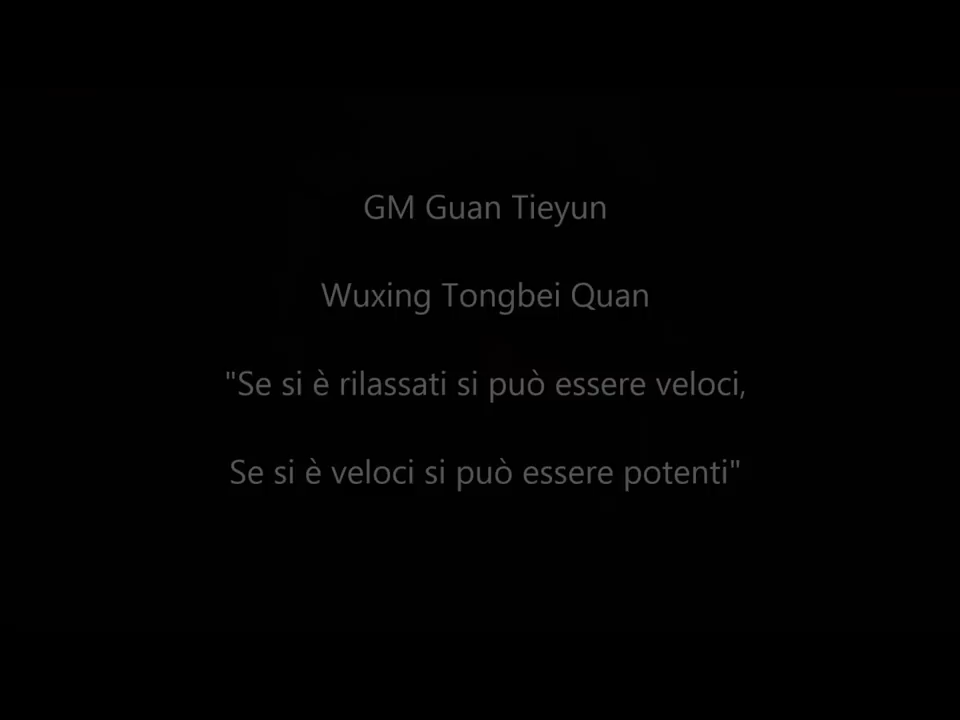 GM Guan Tieyun
Wuxing Tongbei Quan
"Se si è rilassati si può essere veloci,
Se si è veloci si può essere potenti"